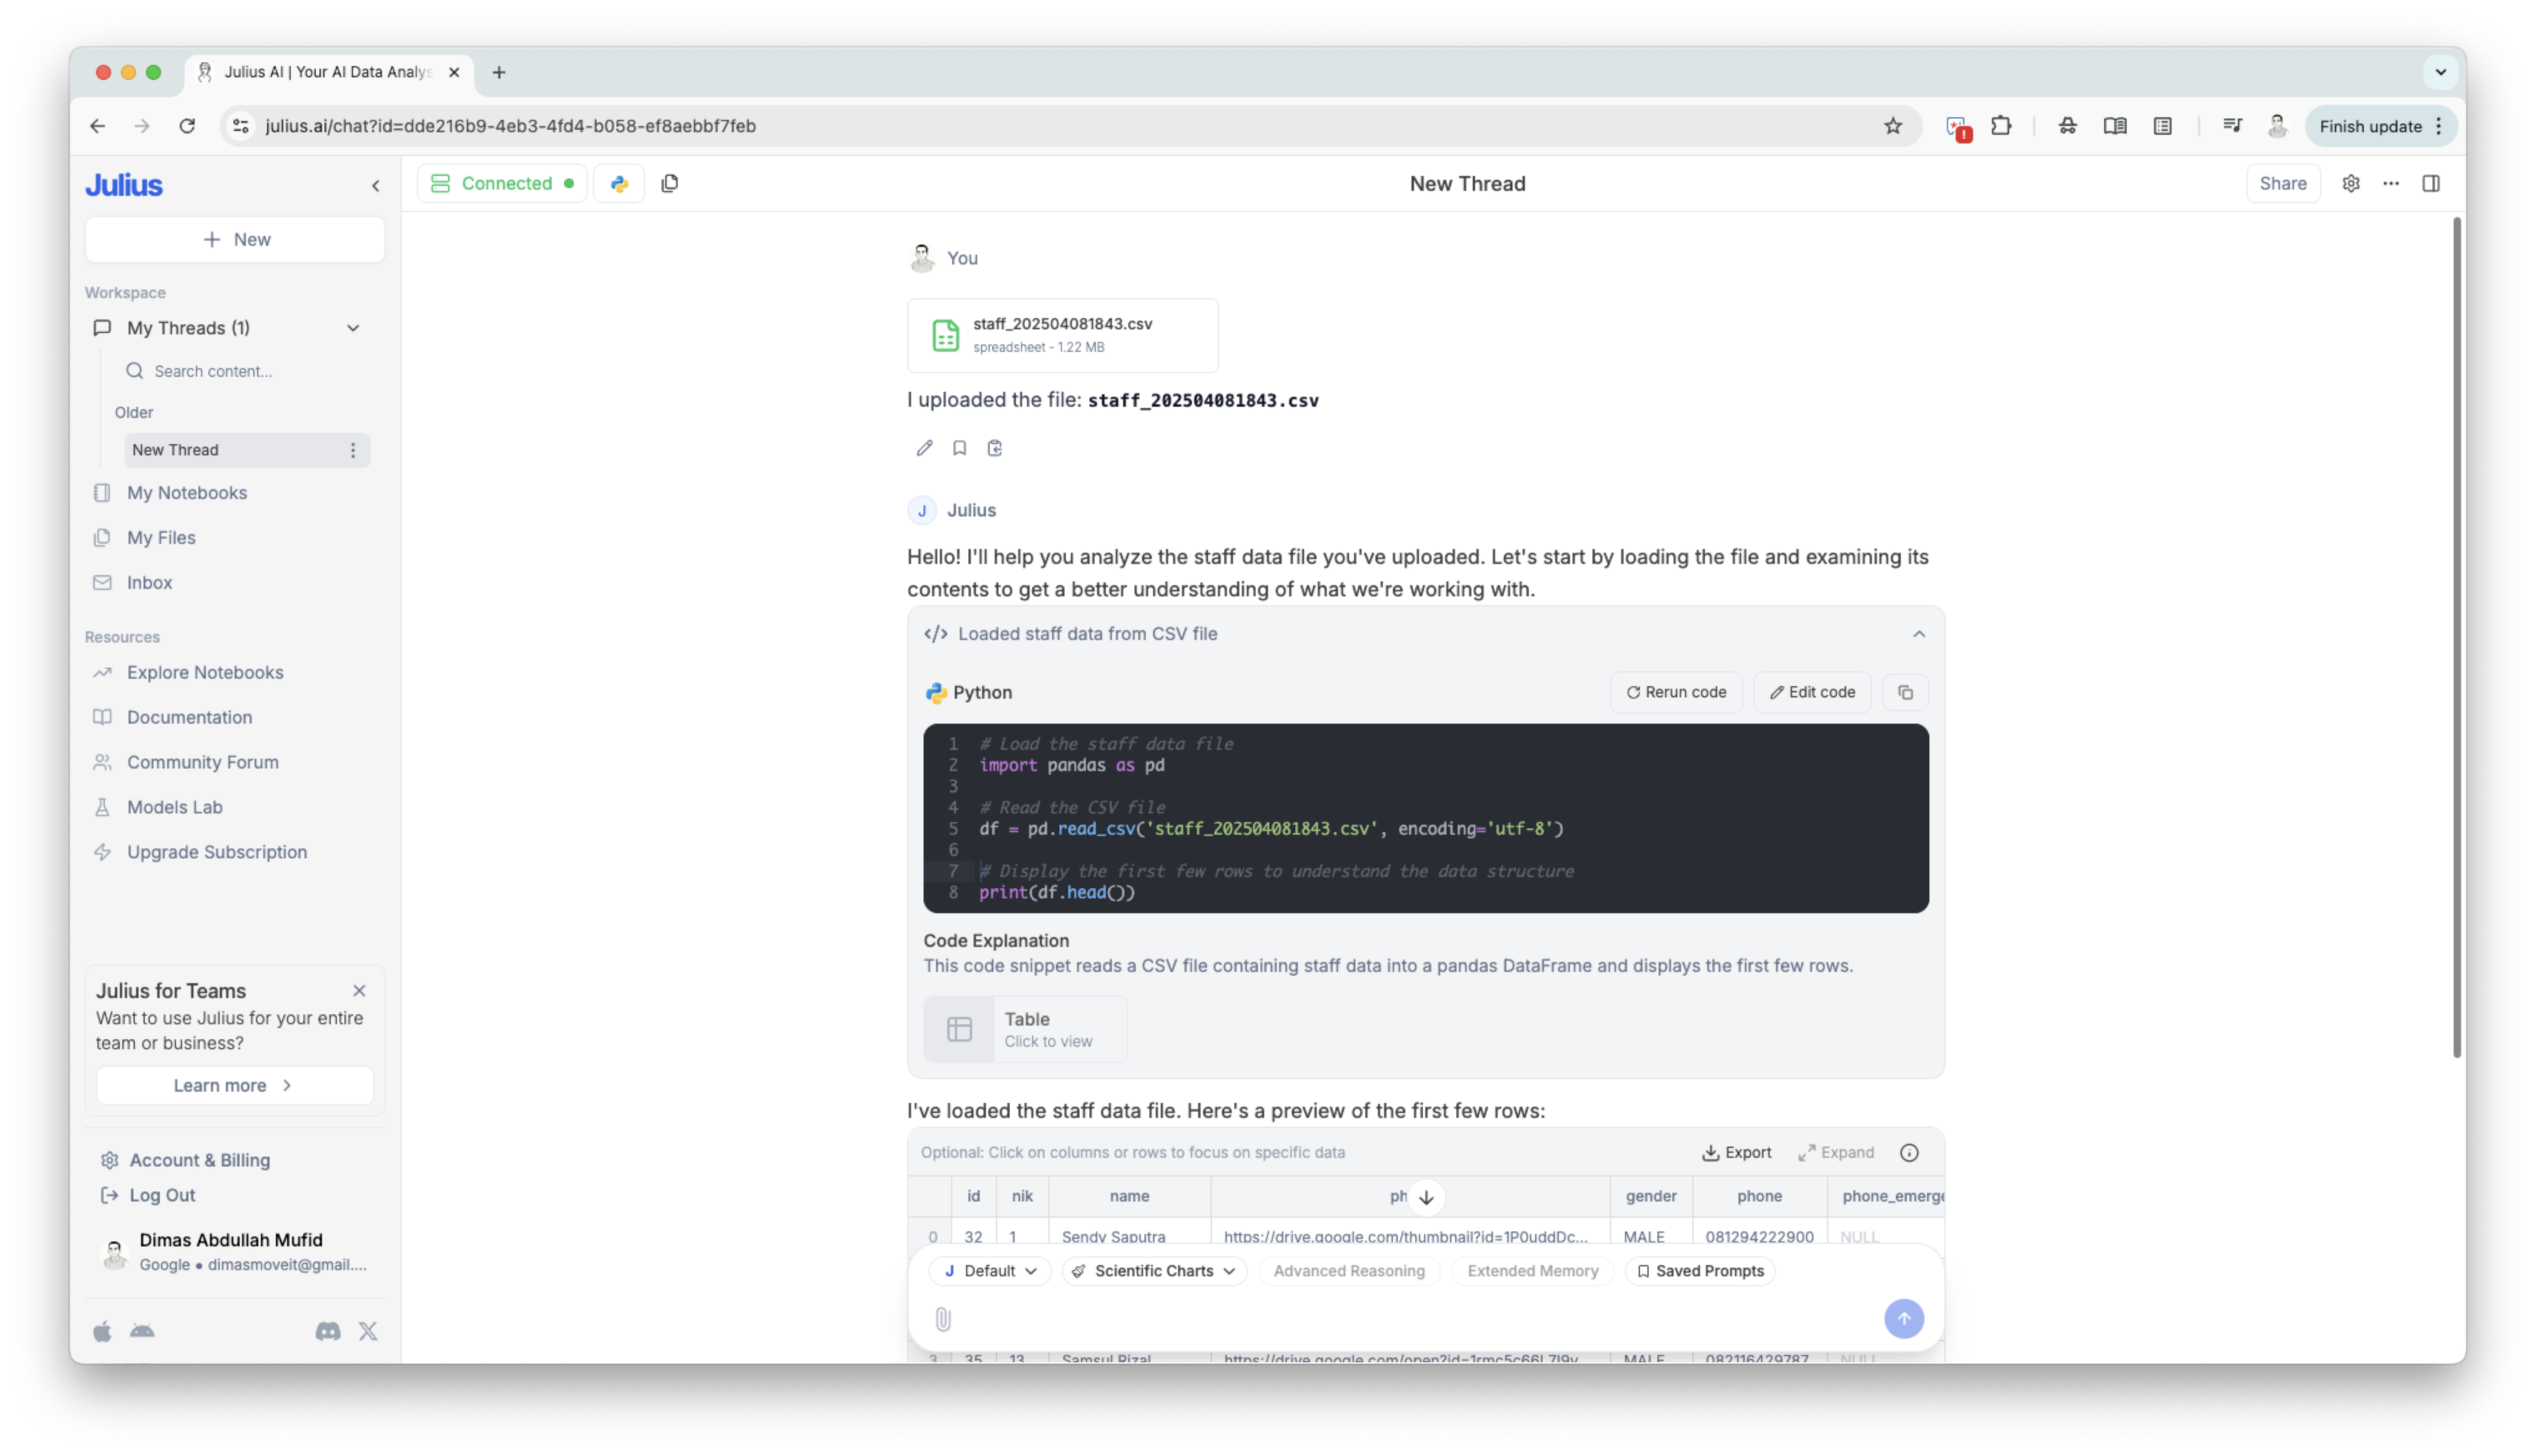 Julius AI | Your AI Data Analys
julius.ai/chat?id=dde216b9-4eb3-4fd4-b058-ef8aebbf7feb
Finish update
Julius
New
Workspace
My Threads (1)
Search content...
Older
New Thread
My Notebooks
My Files
Inbox
Resources
Explore Notebooks
Documentation
Community Forum
Models Lab
Upgrade Subscription
Julius for Teams
Want to use Julius for your entire
team or business?
Learn more
Account & Billing
Log Out
Dimas Abdullah Mufid
Google • dimasmoveit@gmail....
Connected
New Thread
Share
You
staff_202504081843.csv
spreadsheet - 1.22 MB
I uploaded the file: staff_202504081843.csv
J Julius
Hello! I'll help you analyze the staff data file you've uploaded. Let's start by loading the file and examining its
contents to get a better understanding of what we're working with.
</> Loaded staff data from CSV file
Python
Rerun code
Edit code
1 # Load the staff data file
2 import pandas as pd
3
4 # Read the CSV file
5 df = pd.read_csv('staff_202504081843.csv', encoding='utf-8')
6
7 # Display the first few rows to understand the data structure
8 print(df.head())
Code Explanation
This code snippet reads a CSV file containing staff data into a pandas DataFrame and displays the first few rows.
Table
Click to view
I've loaded the staff data file. Here's a preview of the first few rows:
Optional: Click on columns or rows to focus on specific data
Export
Expand
id nik name ph gender phone phone_emerge
0 32 1 Sendy Saputra https://drive.google.com/thumbnail?id=1P0uddDc... MALE 081294222900 NULL
J Default
Scientific Charts
Advanced Reasoning
Extended Memory
Saved Prompts
3 35 13 Samsul Rizal MALE 082116429787 NULL